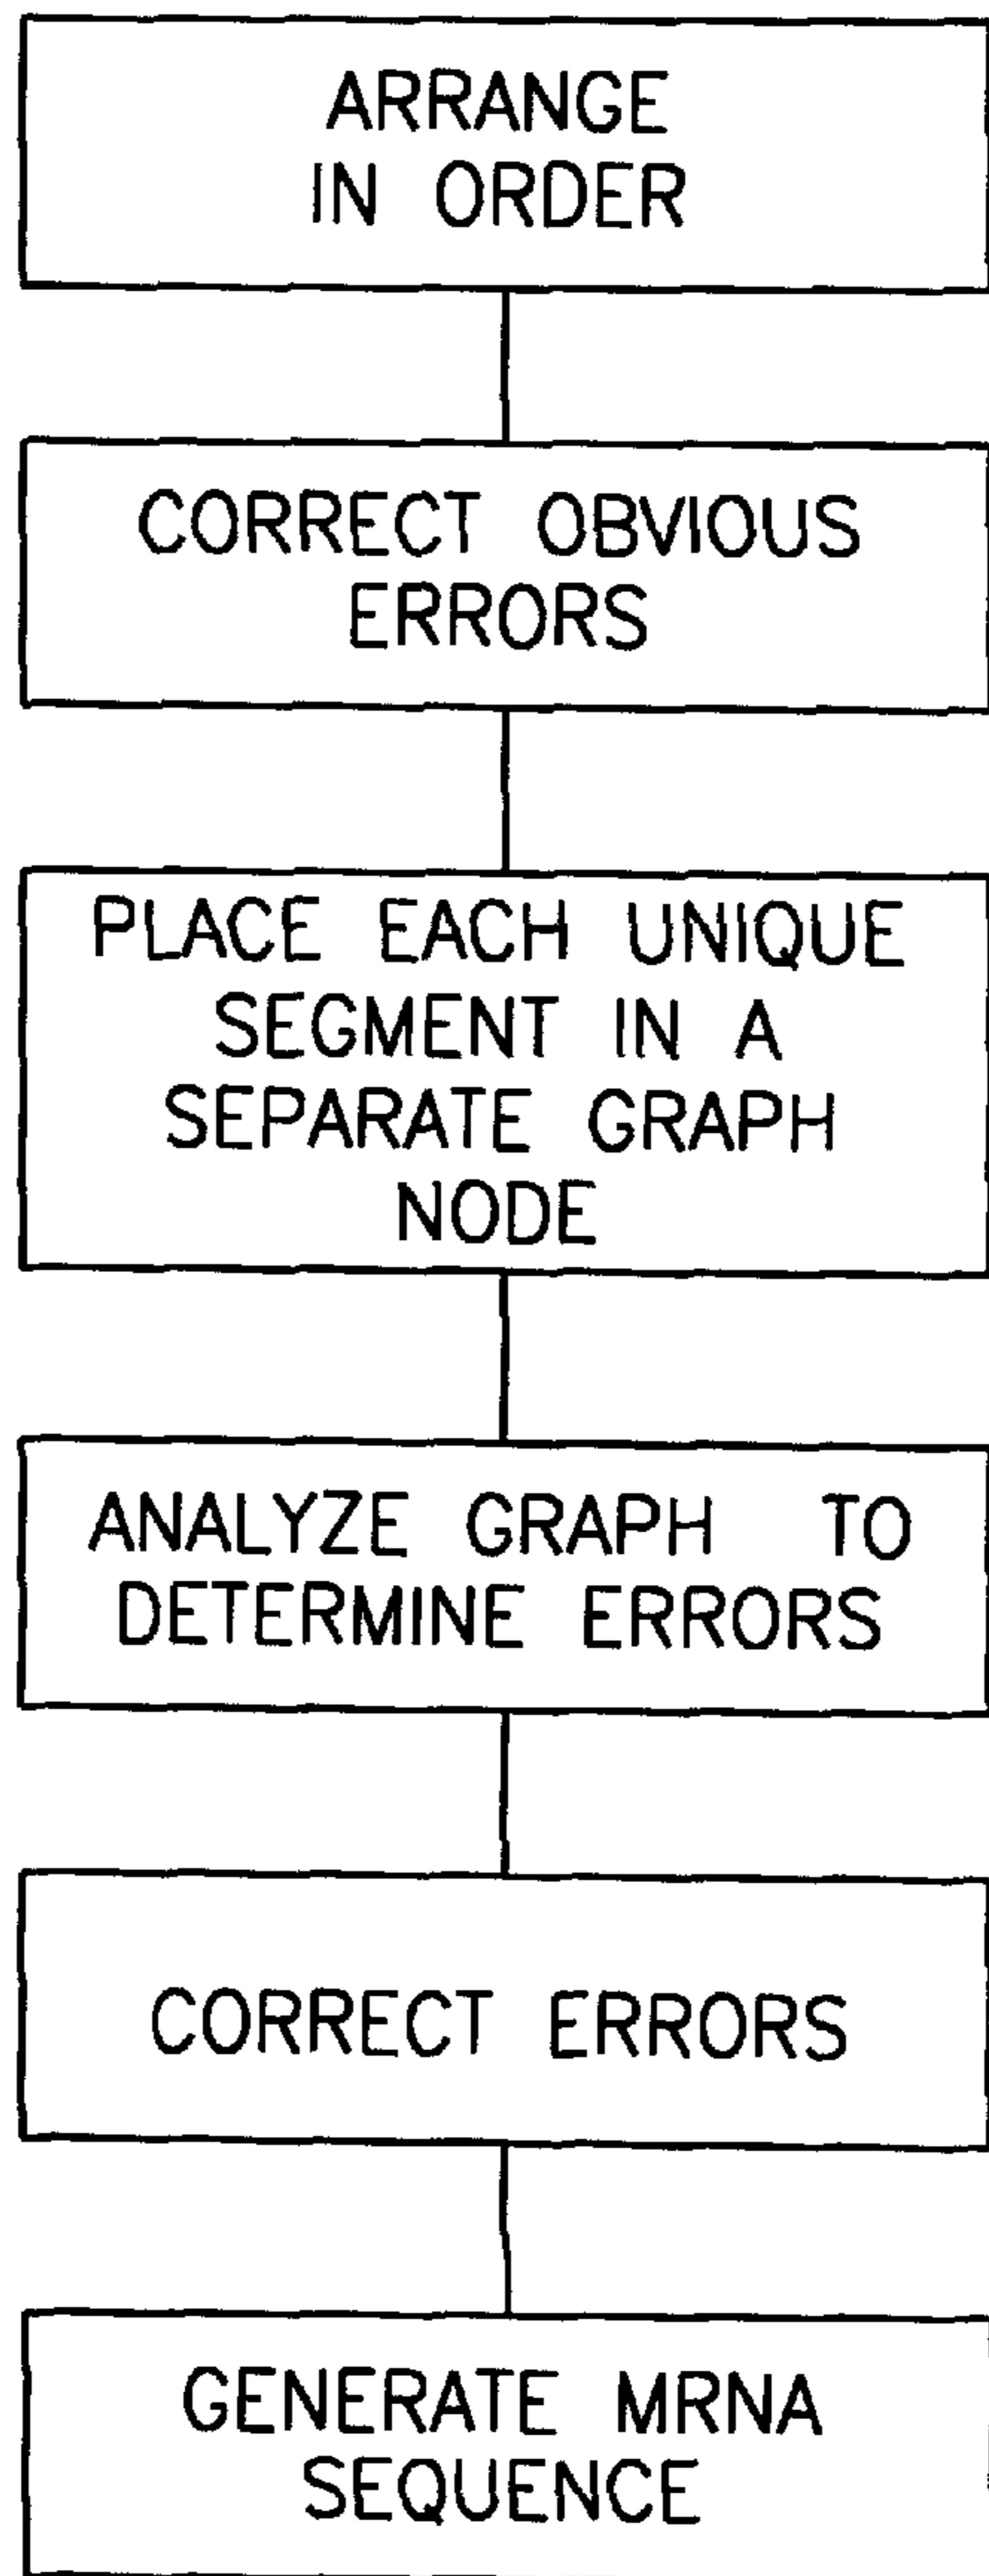 ARRANGE
IN ORDER
CORRECT OBVIOUS
ERRORS
PLACE EACH UNIQUE
SEGMENT IN A
SEPARATE GRAPH
NODE
ANALYZE GRAPH TO
DETERMINE ERRORS
CORRECT ERRORS
GENERATE MRNA
SEQUENCE